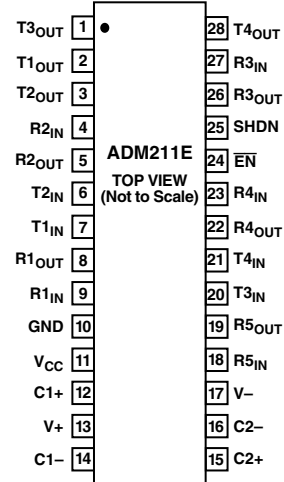 T3OUT 1
T1OUT 2
T2OUT 3
R2IN 4
R2OUT 5
T2IN 6
T1IN 7
R1OUT 8
R1IN 9
GND 10
VCC 11
C1+ 12
V+ 13
C1– 14
ADM211E
TOP VIEW
(Not to Scale)
28 T4OUT
27 R3IN
26 R3OUT
25 SHDN
24 E̅N̅
23 R4IN
22 R4OUT
21 T4IN
20 T3IN
19 R5OUT
18 R5IN
17 V–
16 C2–
15 C2+